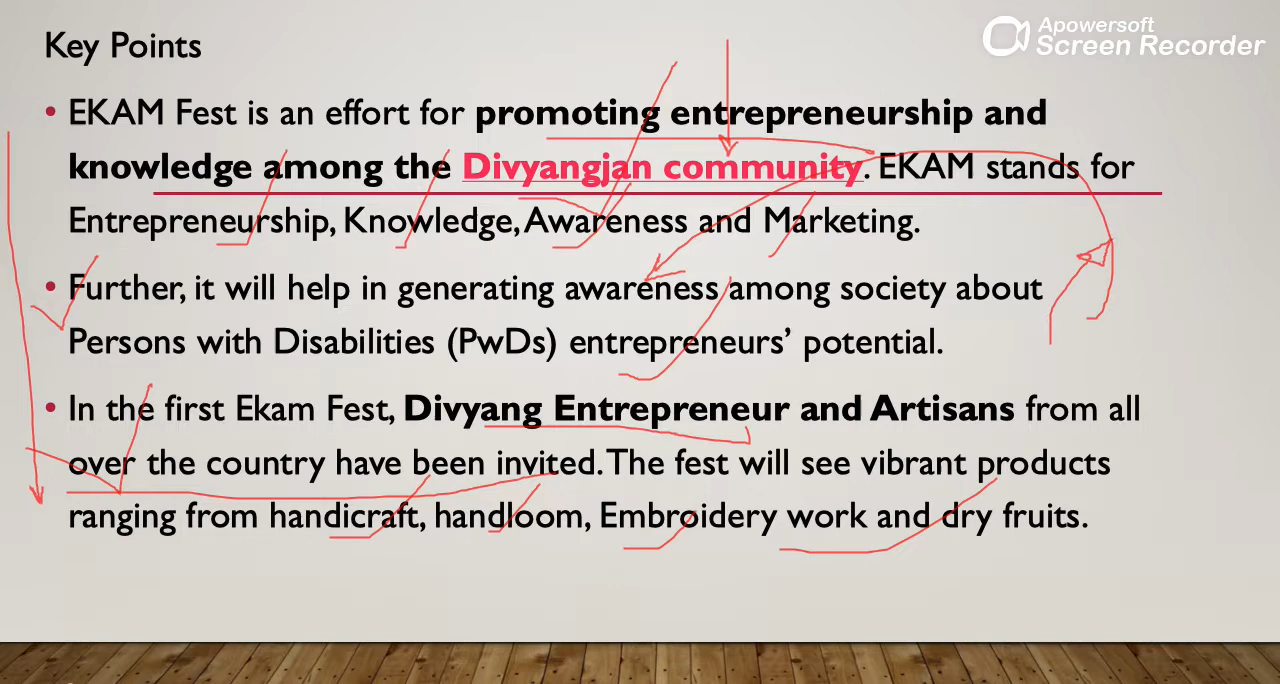 Apowersoft
Screen Recorder
Key Points
• EKAM Fest is an effort for promoting entrepreneurship and
knowledge among the Divyangjan community. EKAM stands for
Entrepreneurship, Knowledge, Awareness and Marketing.
• Further, it will help in generating awareness among society about
Persons with Disabilities (PwDs) entrepreneurs’ potential.
• In the first Ekam Fest, Divyang Entrepreneur and Artisans from all
over the country have been invited. The fest will see vibrant products
ranging from handicraft, handloom, Embroidery work and dry fruits.